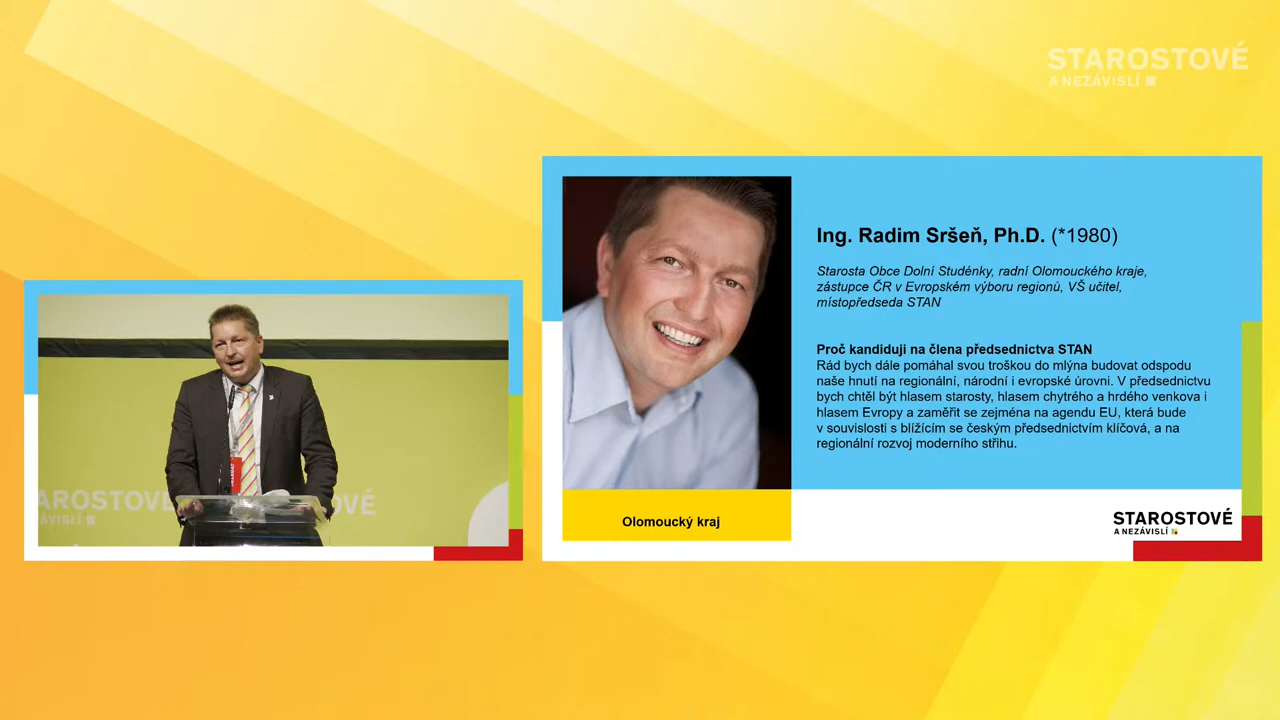 STAROSTOVÉ
A NEZÁVISLÍ
Ing. Radim Sršeň, Ph.D. (*1980)
Starosta Obce Dolní Studénky, radní Olomouckého kraje,
zástupce ČR v Evropském výboru regionů, VŠ učitel,
místopředseda STAN
Proč kandiduji na člena předsednictva STAN
Rád bych dále pomáhal svou troškou do mlýna budovat odspodu
naše hnutí na regionální, národní i evropské úrovni. V předsednictvu
bych chtěl být hlasem starosty, hlasem chytrého a hrdého venkova i
hlasem Evropy a zaměřit se zejména na agendu EU, která bude
v souvislosti s blížícím se českým předsednictvím klíčová, a na
regionální rozvoj moderního střihu.
Olomoucký kraj
STAROSTOVÉ
A NEZÁVISLÍ
AROSTOVÉ
ISLÍ
OVÉ
DELEGÁT